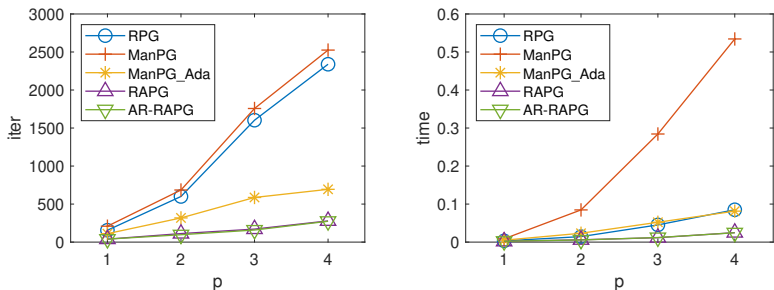 3000
2500
2000
1500
1000
500
0
iter
1 2 3 4
p
RPG
ManPG
ManPG_Ada
RAPG
AR-RAPG
0.6
0.5
0.4
0.3
0.2
0.1
0
time
1 2 3 4
p
RPG
ManPG
ManPG_Ada
RAPG
AR-RAPG